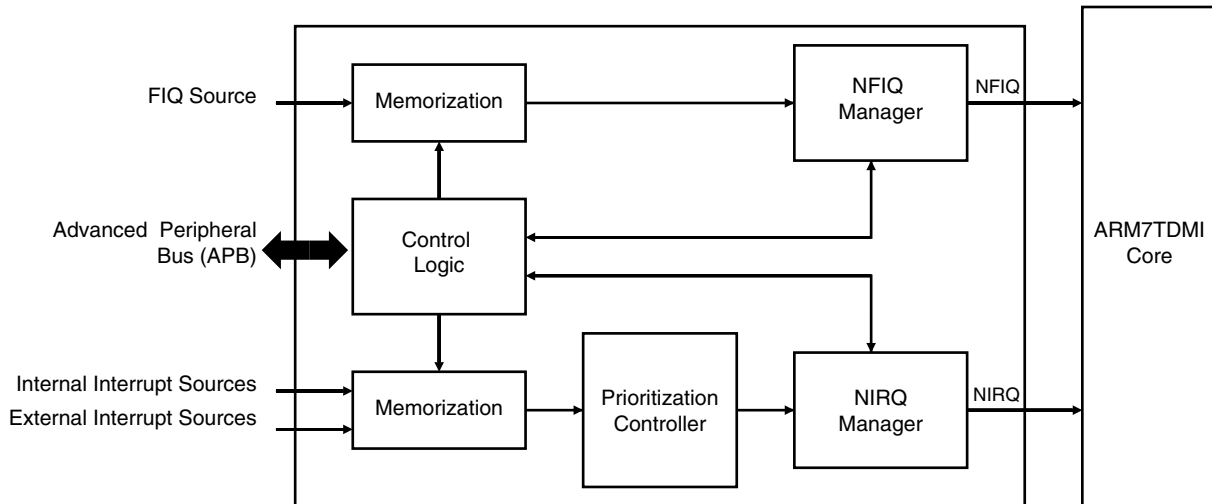 FIQ Source
Memorization
NFIQ
Manager
NFIQ
Advanced Peripheral
Bus (APB)
Control
Logic
ARM7TDMI
Core
Internal Interrupt Sources
External Interrupt Sources
Memorization
Prioritization
Controller
NIRQ
Manager
NIRQ